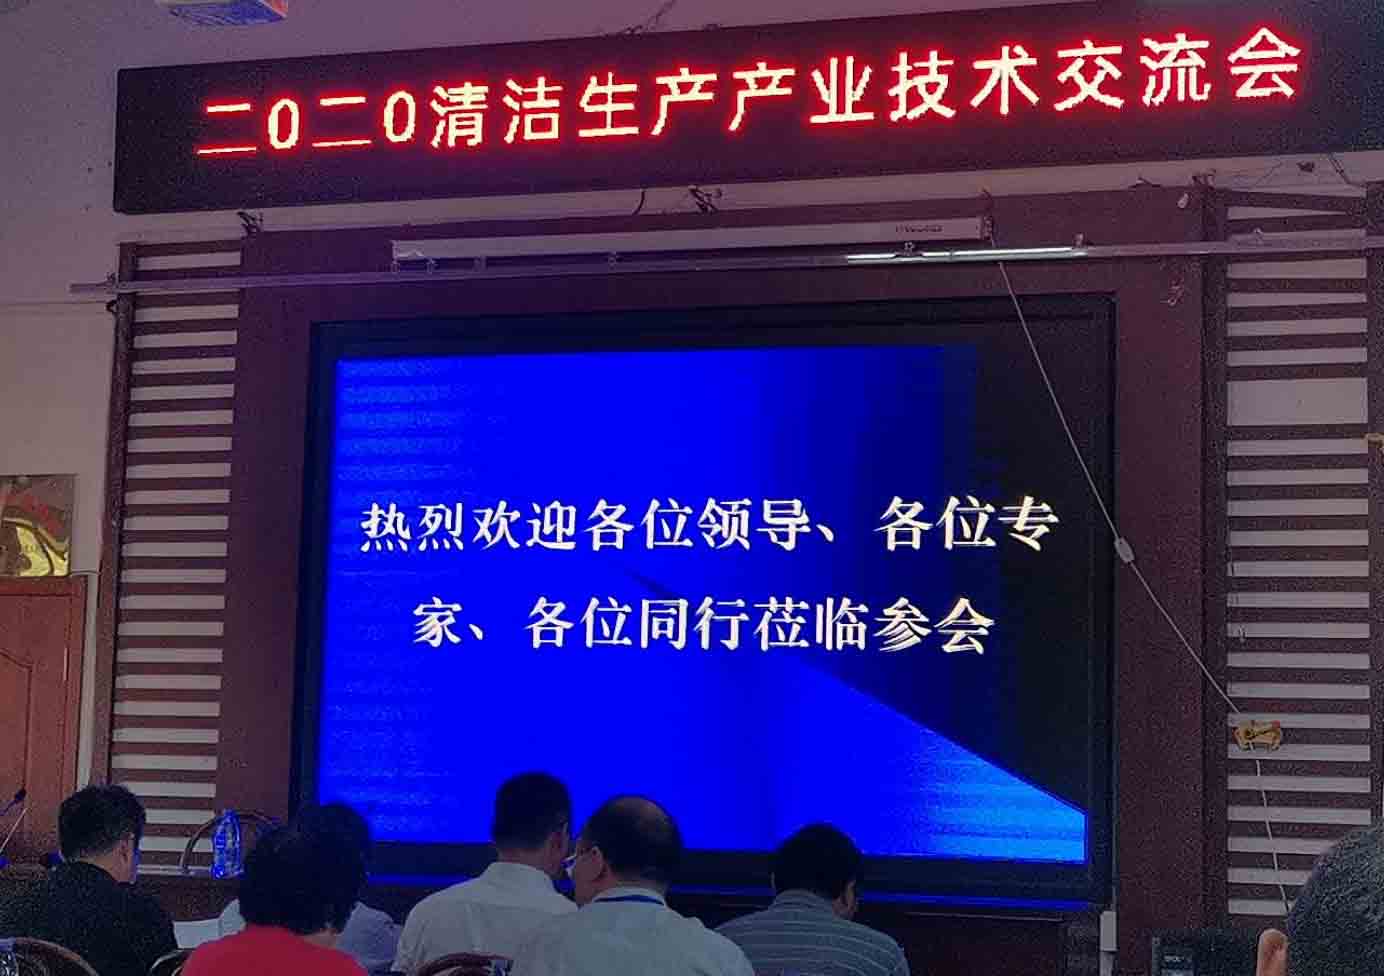 二0二0清洁生产产业技术交流会
热烈欢迎各位领导、各位专
家、各位同行莅临参会